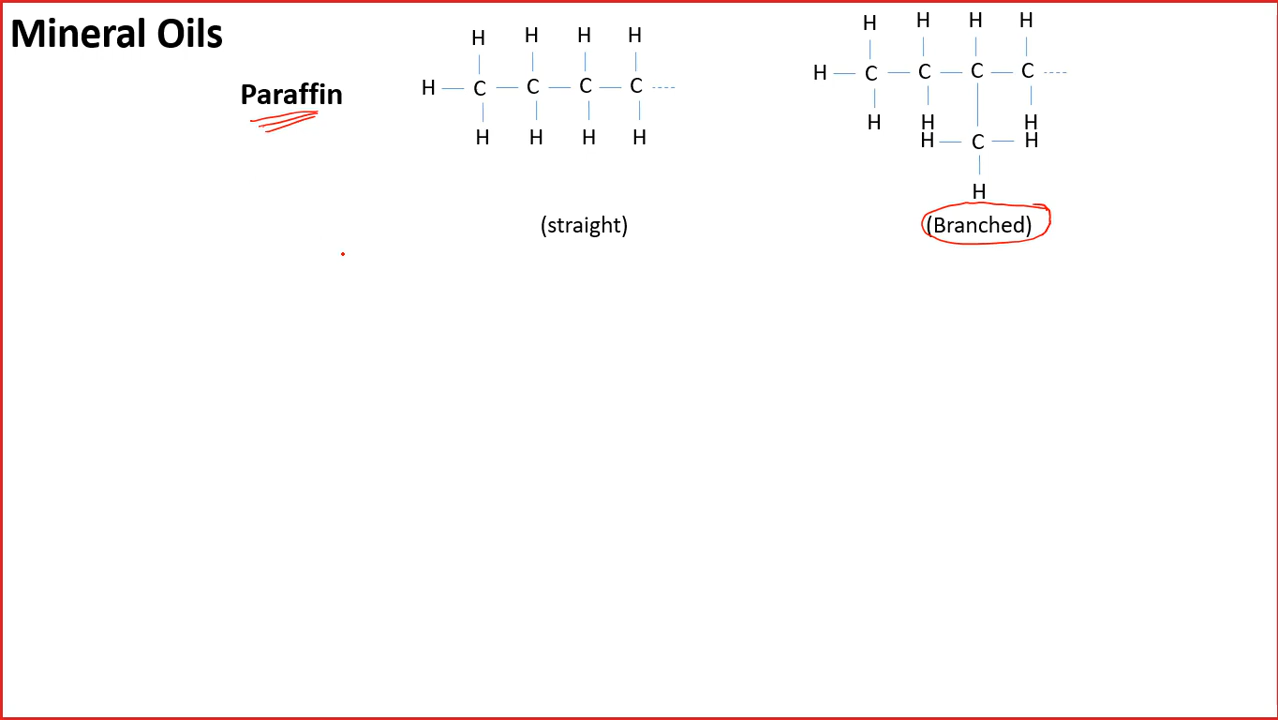 Mineral Oils
Paraffin
H H H H
H C C C C
H H H H
(straight)
H H H H
H C C C C
H H H
H C H
H
(Branched)